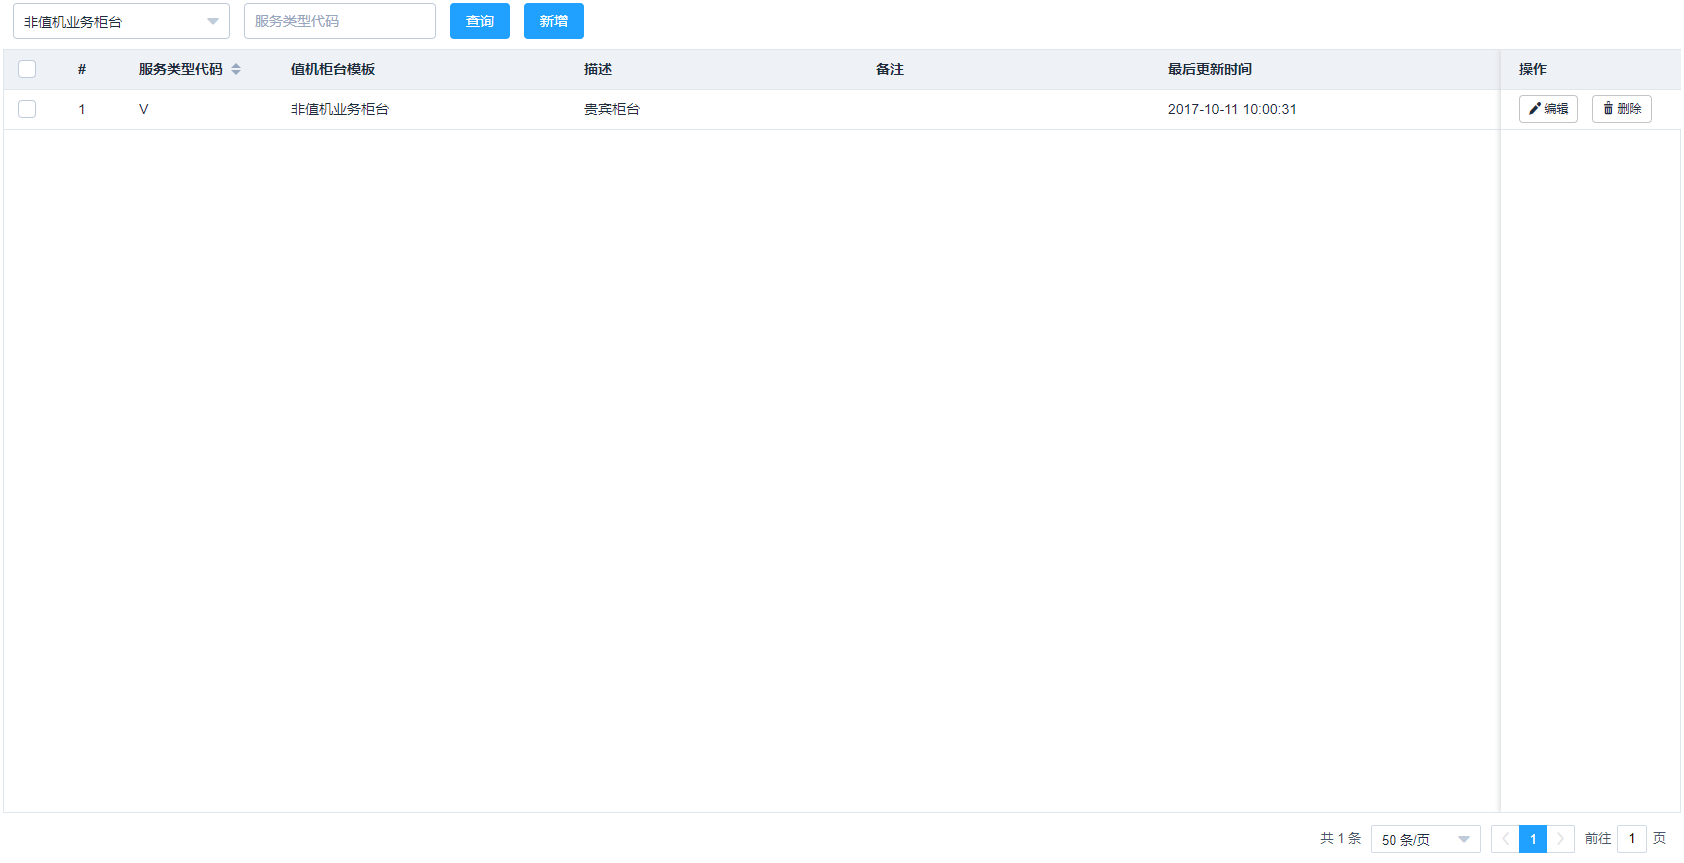 非值机业务柜台 服务类型代码 查询 新增
# 服务类型代码 值机柜台模板 描述 备注 最后更新时间 操作
1 V 非值机业务柜台 贵宾柜台 2017-10-11 10:00:31 编辑 删除
共 1 条 50 条/页 1 前往 1 页